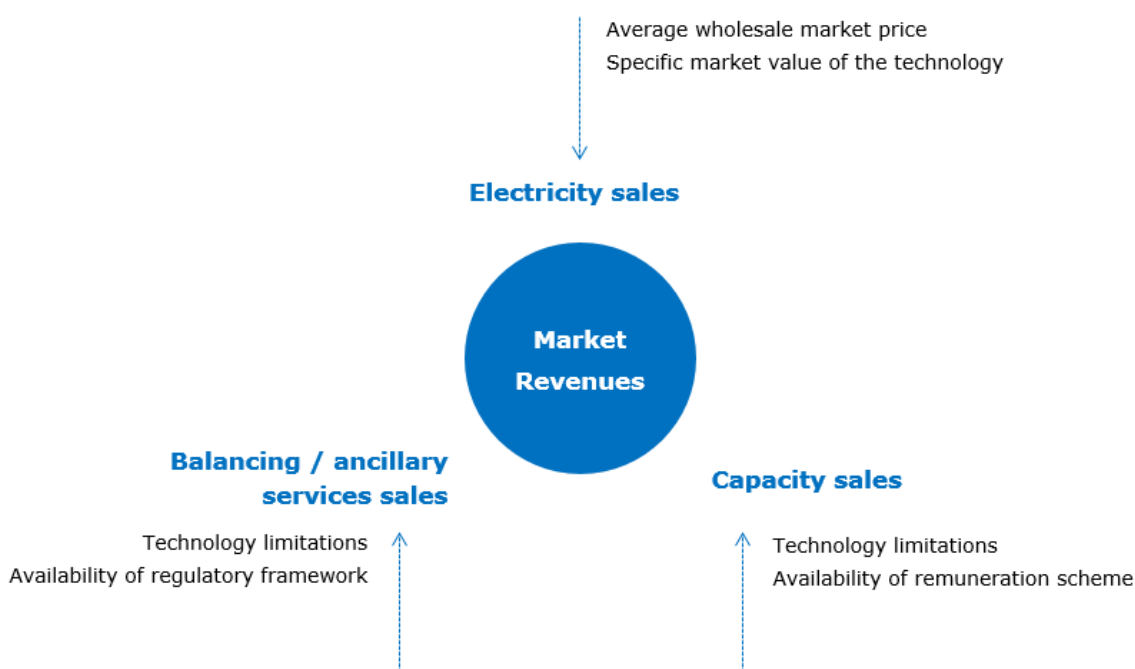 Average wholesale market price
Specific market value of the technology
Electricity sales
Market
Revenues
Balancing / ancillary
services sales
Technology limitations
Availability of regulatory framework
Capacity sales
Technology limitations
Availability of remuneration scheme